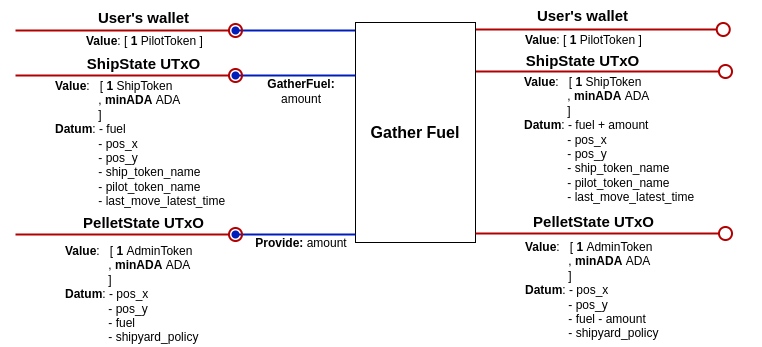 User's wallet
Value: [ 1 PilotToken ]
ShipState UTxO
Value: [ 1 ShipToken
, minADA ADA
]
Datum: - fuel
- pos_x
- pos_y
- ship_token_name
- pilot_token_name
- last_move_latest_time
PelletState UTxO
Value: [ 1 AdminToken
, minADA ADA
]
Datum: - pos_x
- pos_y
- fuel
- shipyard_policy
GatherFuel:
amount
Provide: amount
Gather Fuel
User's wallet
Value: [ 1 PilotToken ]
ShipState UTxO
Value: [ 1 ShipToken
, minADA ADA
]
Datum: - fuel + amount
- pos_x
- pos_y
- ship_token_name
- pilot_token_name
- last_move_latest_time
PelletState UTxO
Value: [ 1 AdminToken
, minADA ADA
]
Datum: - pos_x
- pos_y
- fuel - amount
- shipyard_policy